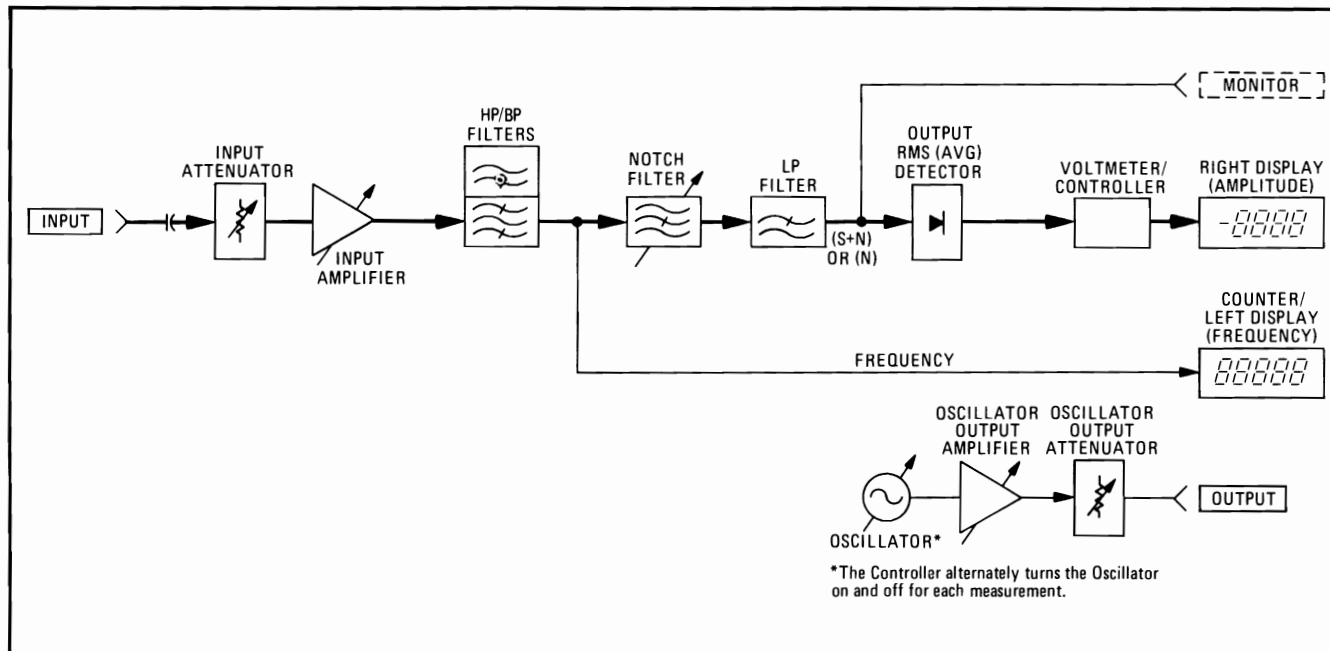 MONITOR
HP/BP
FILTERS
INPUT
ATTENUATOR
NOTCH
FILTER
LP
FILTER
OUTPUT
RMS (AVG)
DETECTOR
VOLTMETER/
CONTROLLER
RIGHT DISPLAY
(AMPLITUDE)
INPUT
-0000
(S+N)
OR (N)
INPUT
AMPLIFIER
COUNTER/
LEFT DISPLAY
(FREQUENCY)
FREQUENCY
88888
OSCILLATOR
OUTPUT
AMPLIFIER
OSCILLATOR
OUTPUT
ATTENUATOR
OUTPUT
OSCILLATOR*
*The Controller alternately turns the Oscillator
on and off for each measurement.